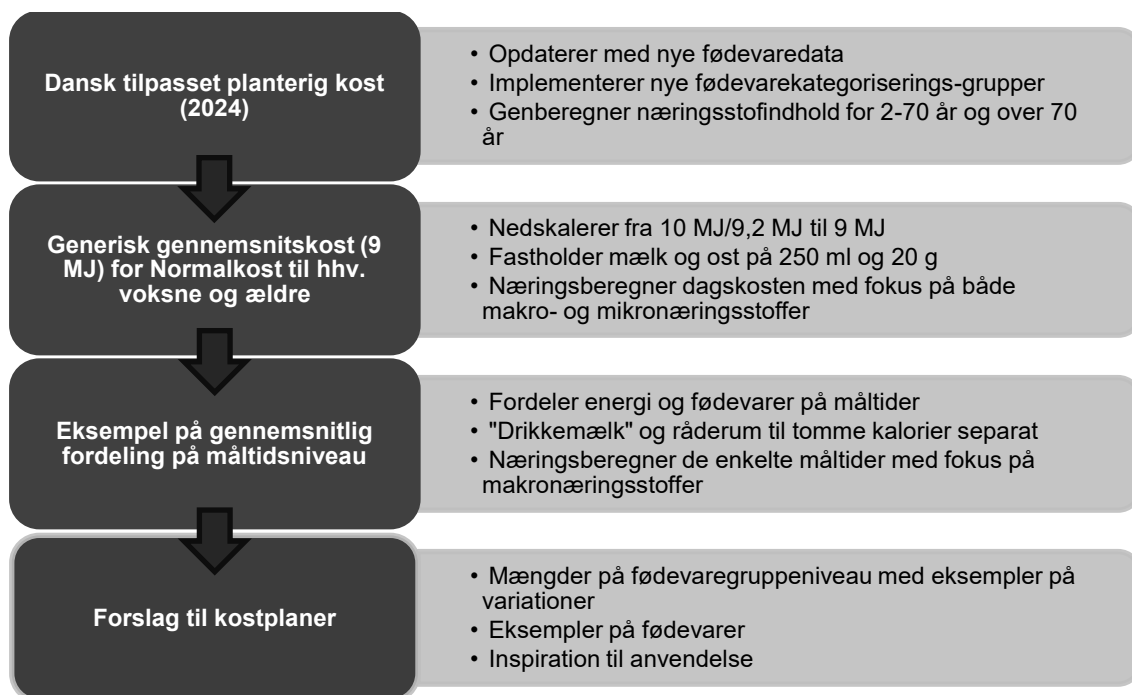 Dansk tilpasset planterig kost
(2024)
• Opdaterer med nye fødevaredata
• Implementerer nye fødevarekategoriserings-grupper
• Genberegner næringsstofindhold for 2-70 år og over 70
år
Generisk gennemsnitskost (9
MJ) for Normalkost til hhv.
voksne og ældre
• Nedskalerer fra 10 MJ/9,2 MJ til 9 MJ
• Fastholder mælk og ost på 250 ml og 20 g
• Næringsberegner dagskosten med fokus på både
makro- og mikronæringsstoffer
Eksempel på gennemsnitlig
fordeling på måltidsniveau
• Fordeler energi og fødevarer på måltider
• "Drikkemælk" og råderum til tomme kalorier separat
• Næringsberegner de enkelte måltider med fokus på
makronæringsstoffer
Forslag til kostplaner
• Mængder på fødevaregruppeniveau med eksempler på
variationer
• Eksempler på fødevarer
• Inspiration til anvendelse